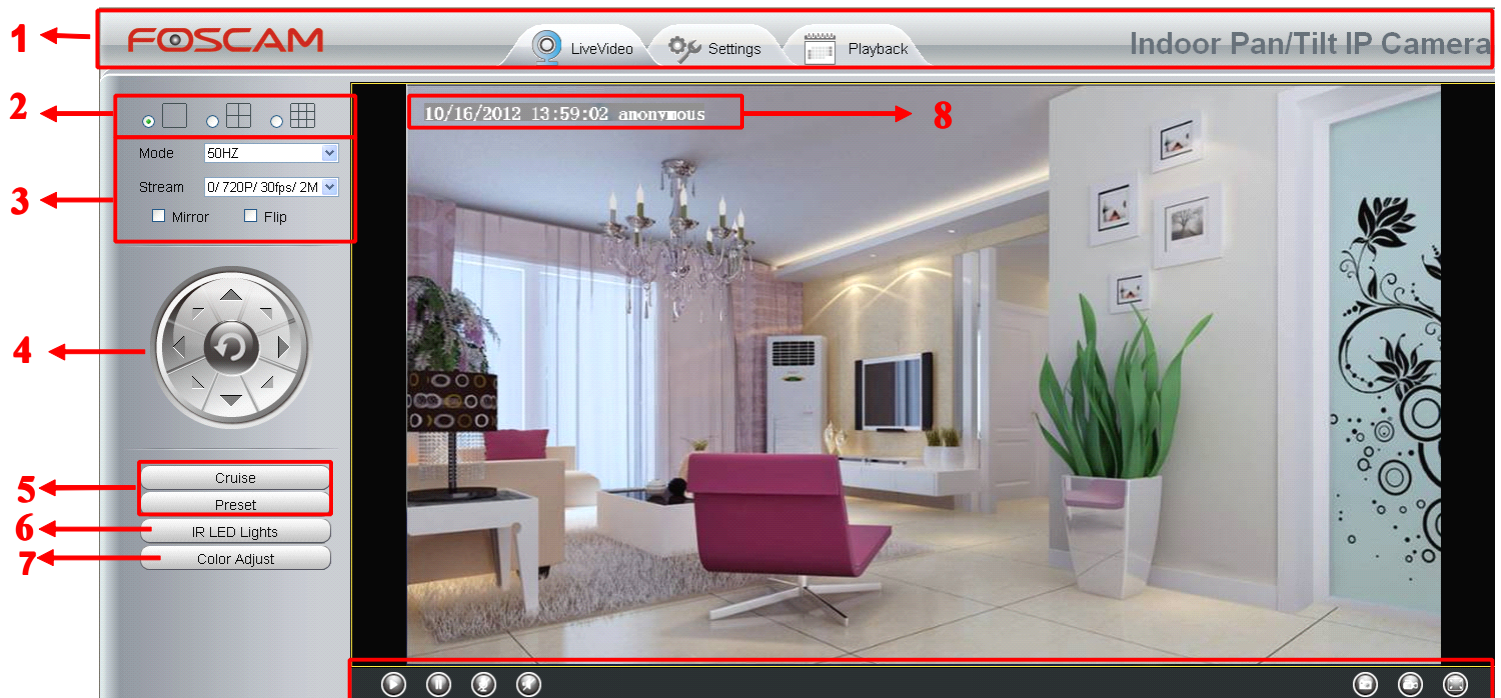 1
FOSCAM
LiveVideo
Settings
Playback
Indoor Pan/Tilt IP Camera
2
8
10/16/2012 13:59:02 anonymous
Mode
50HZ
3
Stream
0/ 720P/ 30fps/ 2M
Mirror
Flip
4
5
Cruise
Preset
6
IR LED Lights
7
Color Adjust